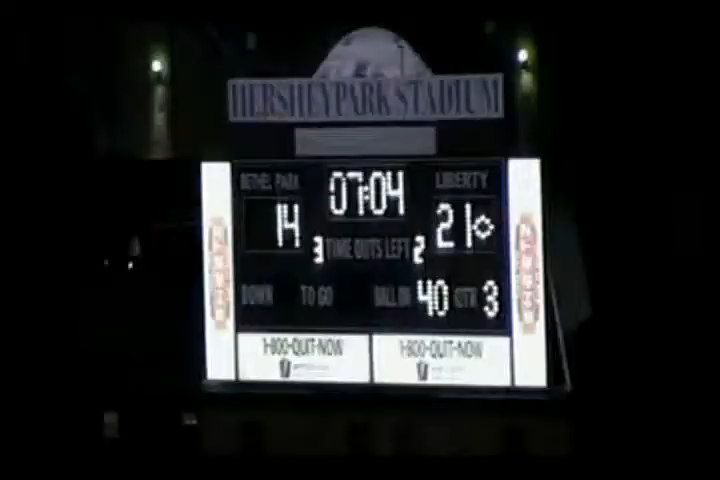 HERSHEYPARK STADIUM
BETHEL PARK 07:04 LIBERTY
14 21
3 TIME OUTS LEFT 2
DOWN TO GO BALL ON 40 QTR 3
1-800-QUIT-NOW 1-800-QUIT-NOW